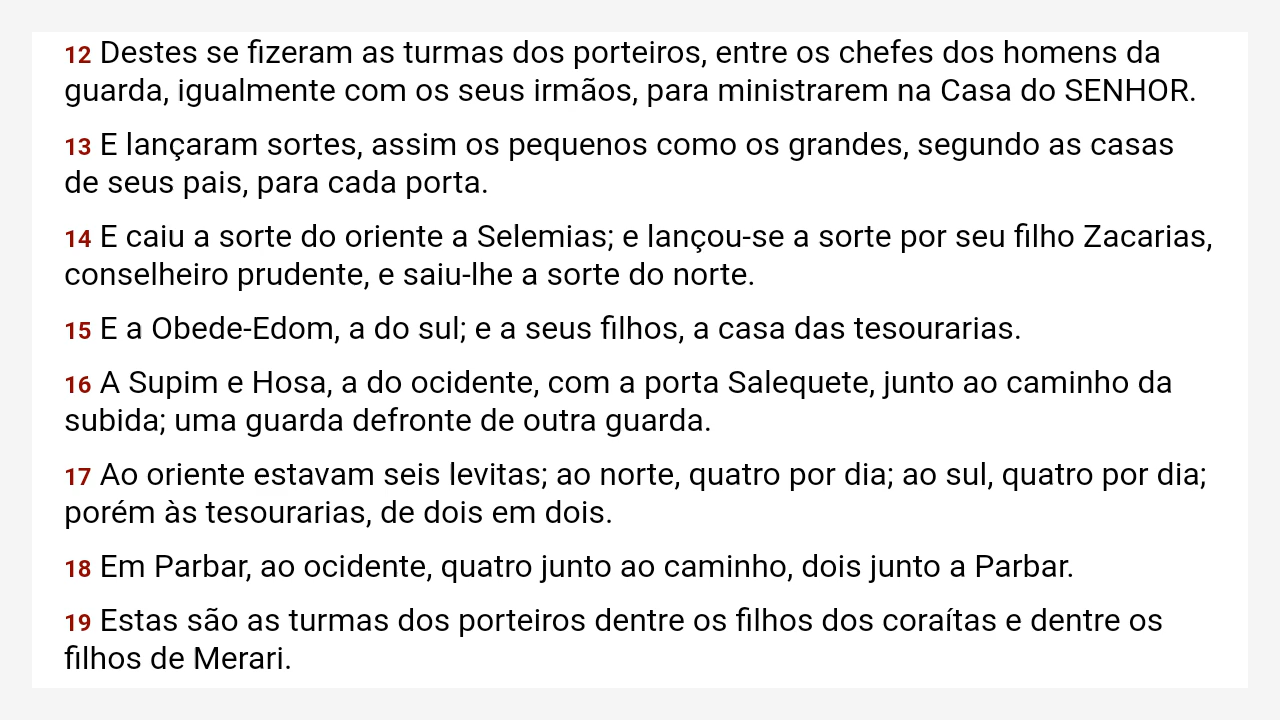 12 Destes se fizeram as turmas dos porteiros, entre os chefes dos homens da
guarda, igualmente com os seus irmãos, para ministrarem na Casa do SENHOR.
13 E lançaram sortes, assim os pequenos como os grandes, segundo as casas
de seus pais, para cada porta.
14 E caiu a sorte do oriente a Selemias; e lançou-se a sorte por seu filho Zacarias,
conselheiro prudente, e saiu-lhe a sorte do norte.
15 E a Obede-Edom, a do sul; e a seus filhos, a casa das tesourarias.
16 A Supim e Hosa, a do ocidente, com a porta Salequete, junto ao caminho da
subida; uma guarda defronte de outra guarda.
17 Ao oriente estavam seis levitas; ao norte, quatro por dia; ao sul, quatro por dia;
porém às tesourarias, de dois em dois.
18 Em Parbar, ao ocidente, quatro junto ao caminho, dois junto a Parbar.
19 Estas são as turmas dos porteiros dentre os filhos dos coraítas e dentre os
filhos de Merari.